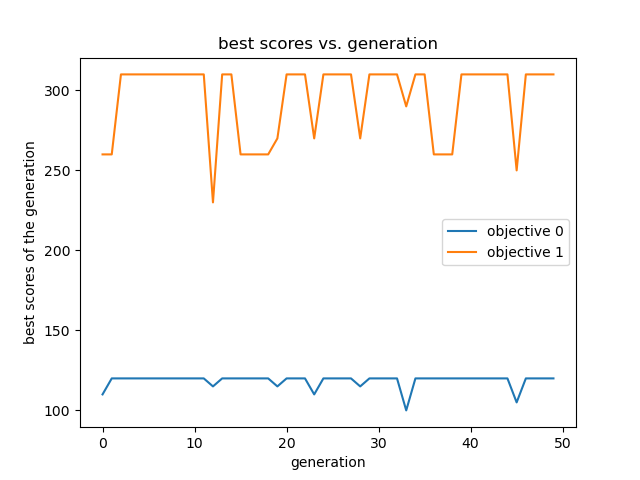 best scores vs. generation
best scores of the generation
300
250
200
150
100
objective 0
objective 1
0 10 20 30 40 50
generation